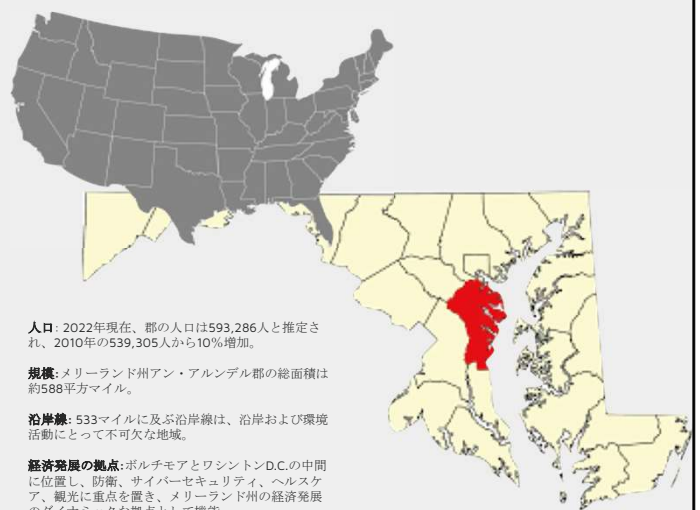 人口: 2022年現在、郡の人口は593,286人と推定さ
れ、2010年の539,305人から10％増加。
規模:メリーランド州アン・アルンデル郡の総面積は
約588平方マイル。
沿岸線: 533マイルに及ぶ沿岸線は、沿岸および環境
活動にとって不可欠な地域。
経済発展の拠点:ボルチモアとワシントンD.C.の中間
に位置し、防衛、サイバーセキュリティ、ヘルスケ
ア、観光に重点を置き、メリーランド州の経済発展